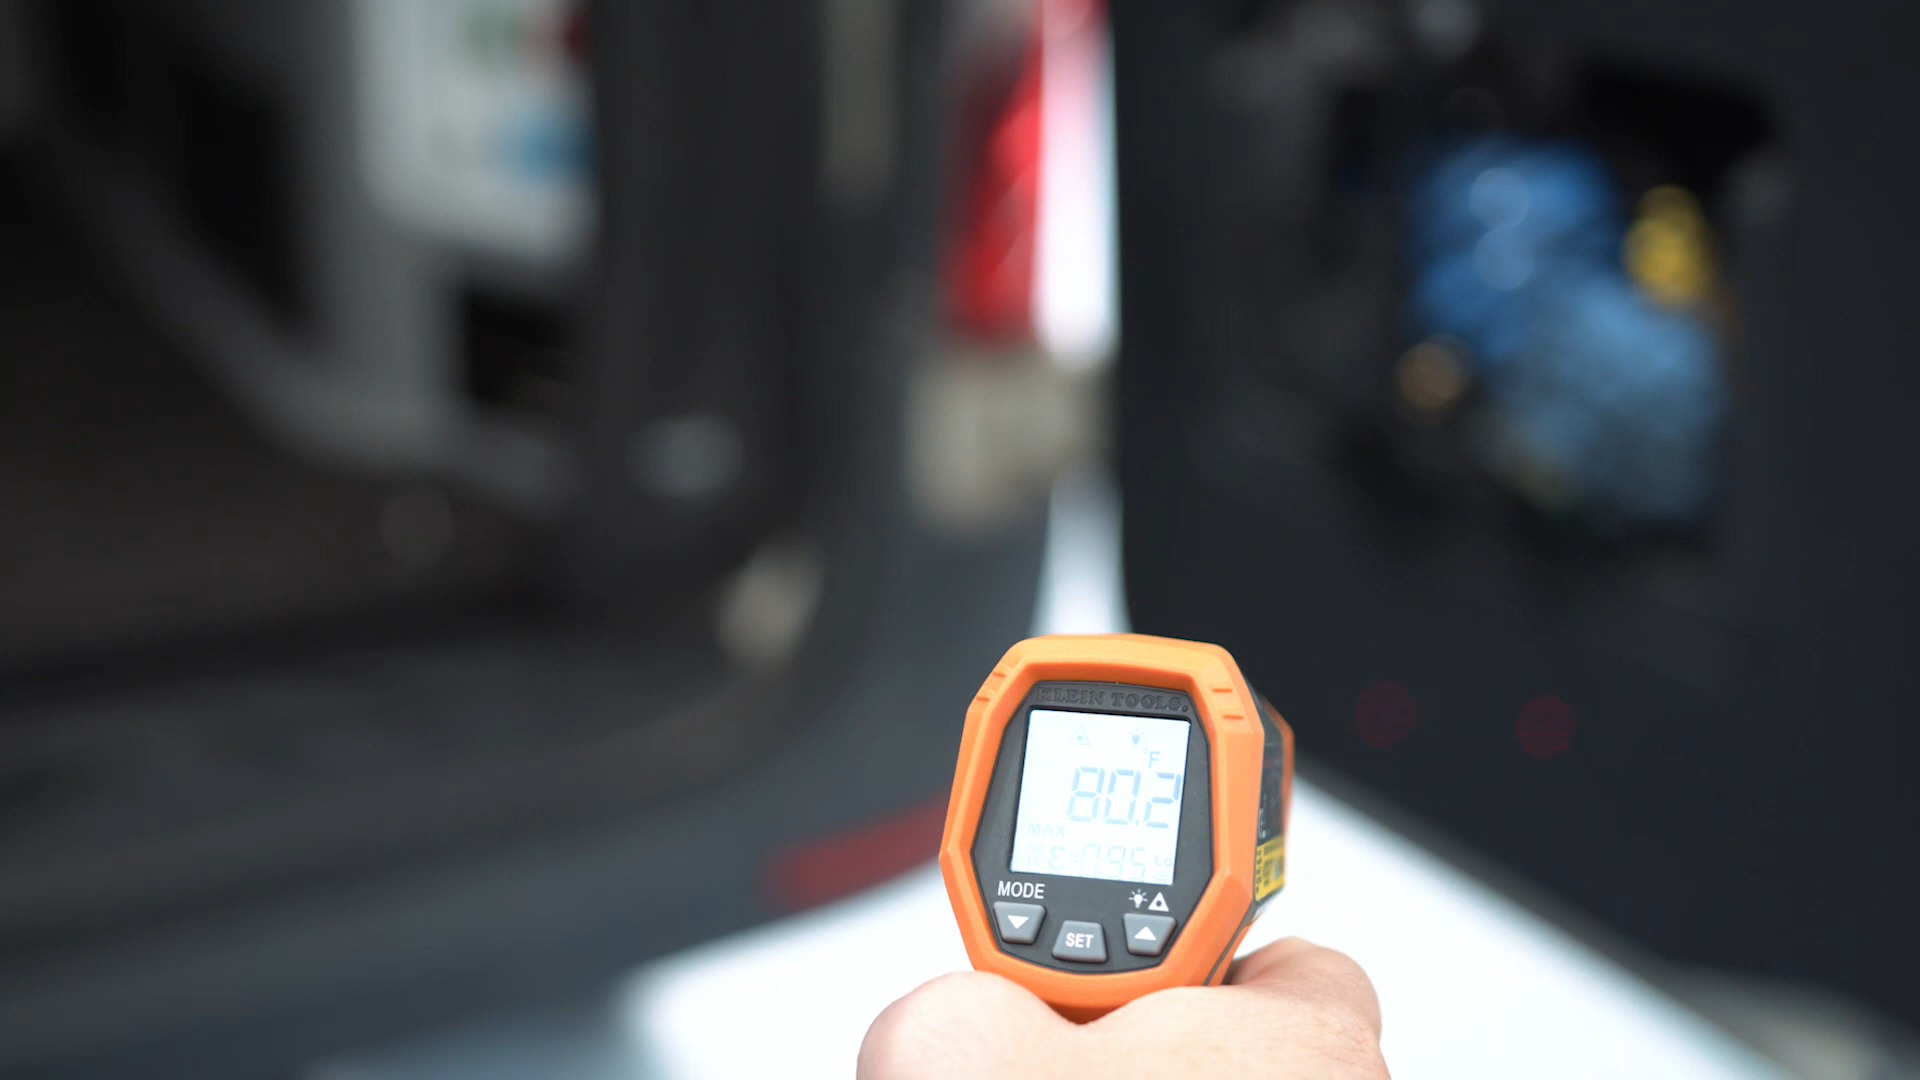 KLEIN TOOLS.
°F
80.2
MAX
MODE
SET